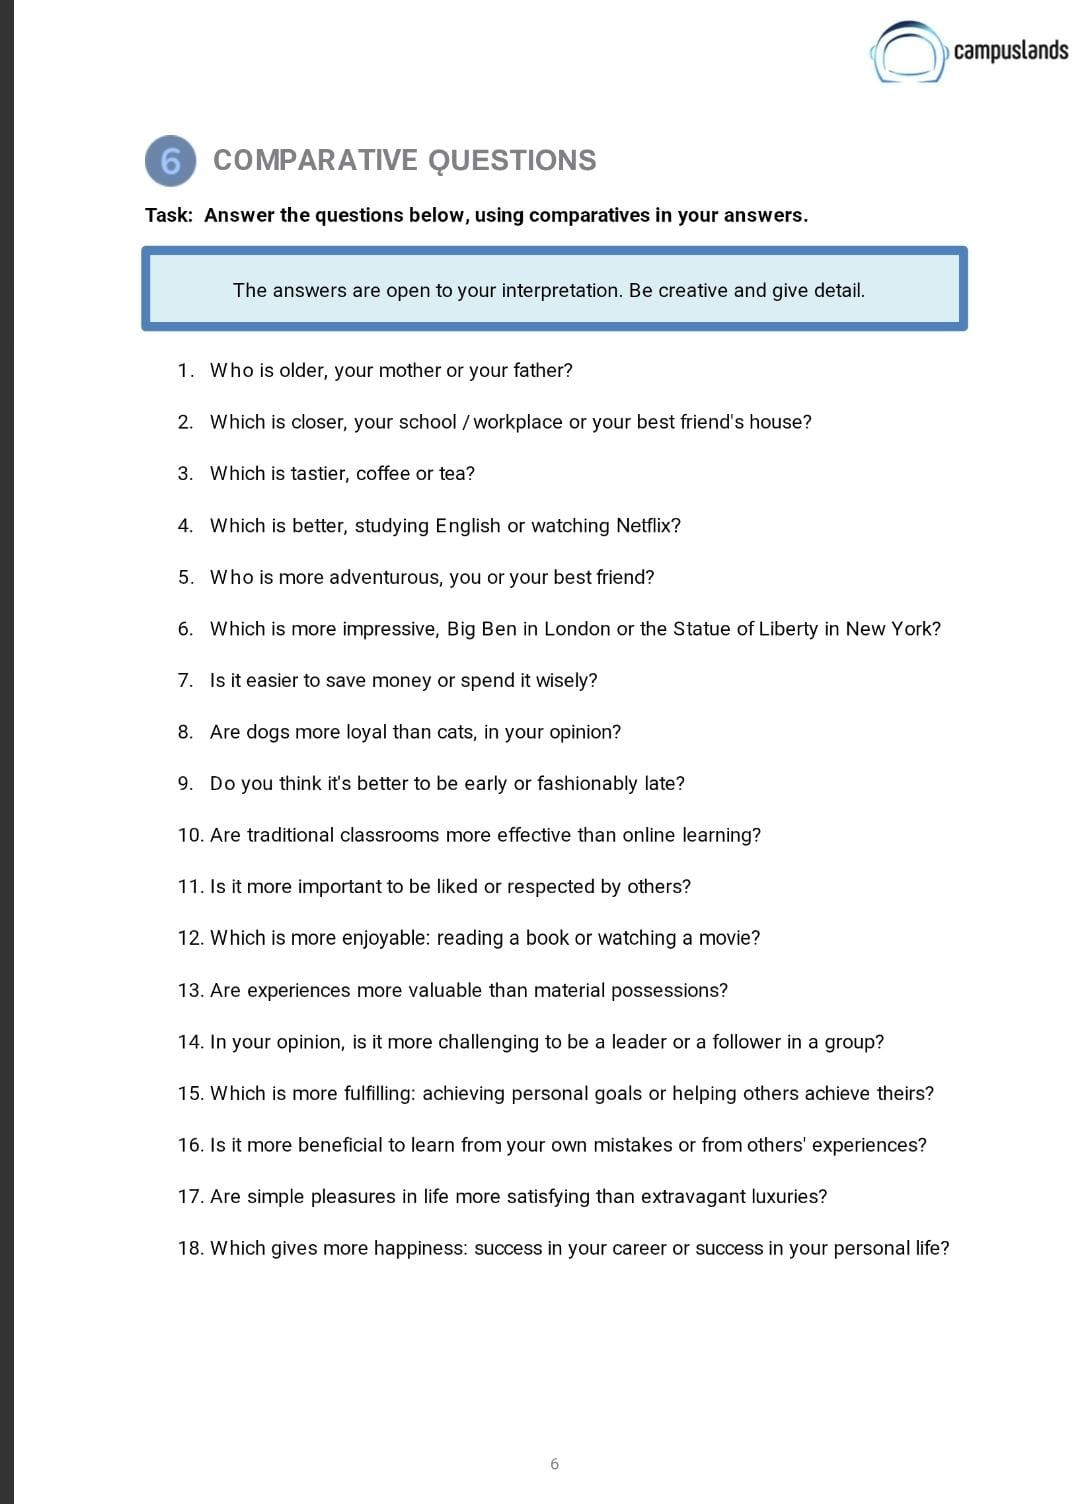 campuslands
6 COMPARATIVE QUESTIONS
Task: Answer the questions below, using comparatives in your answers.
The answers are open to your interpretation. Be creative and give detail.
1. Who is older, your mother or your father?
2. Which is closer, your school / workplace or your best friend's house?
3. Which is tastier, coffee or tea?
4. Which is better, studying English or watching Netflix?
5. Who is more adventurous, you or your best friend?
6. Which is more impressive, Big Ben in London or the Statue of Liberty in New York?
7. Is it easier to save money or spend it wisely?
8. Are dogs more loyal than cats, in your opinion?
9. Do you think it's better to be early or fashionably late?
10. Are traditional classrooms more effective than online learning?
11. Is it more important to be liked or respected by others?
12. Which is more enjoyable: reading a book or watching a movie?
13. Are experiences more valuable than material possessions?
14. In your opinion, is it more challenging to be a leader or a follower in a group?
15. Which is more fulfilling: achieving personal goals or helping others achieve theirs?
16. Is it more beneficial to learn from your own mistakes or from others' experiences?
17. Are simple pleasures in life more satisfying than extravagant luxuries?
18. Which gives more happiness: success in your career or success in your personal life?
6